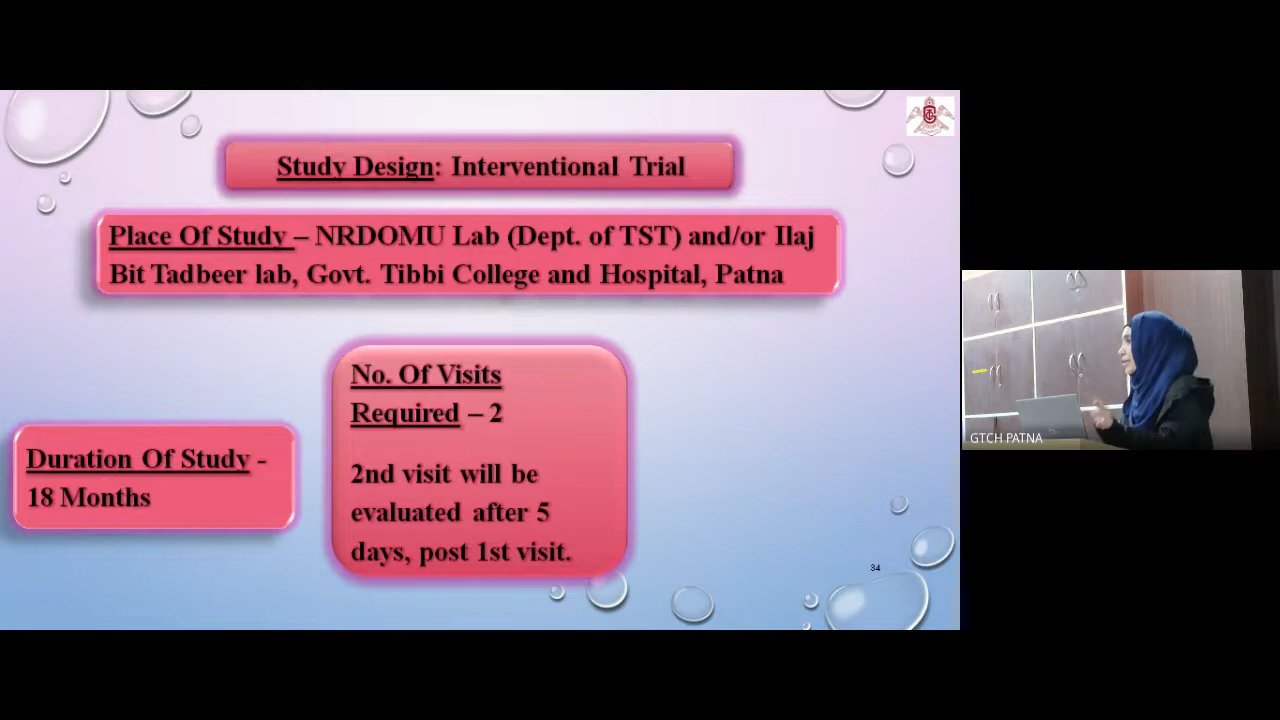 Study Design: Interventional Trial
Place Of Study – NRDOMU Lab (Dept. of TST) and/or Ilaj
Bit Tadbeer lab, Govt. Tibbi College and Hospital, Patna
No. Of Visits
Required – 2
2nd visit will be
evaluated after 5
days, post 1st visit.
Duration Of Study -
18 Months
34
GTCH PATNA